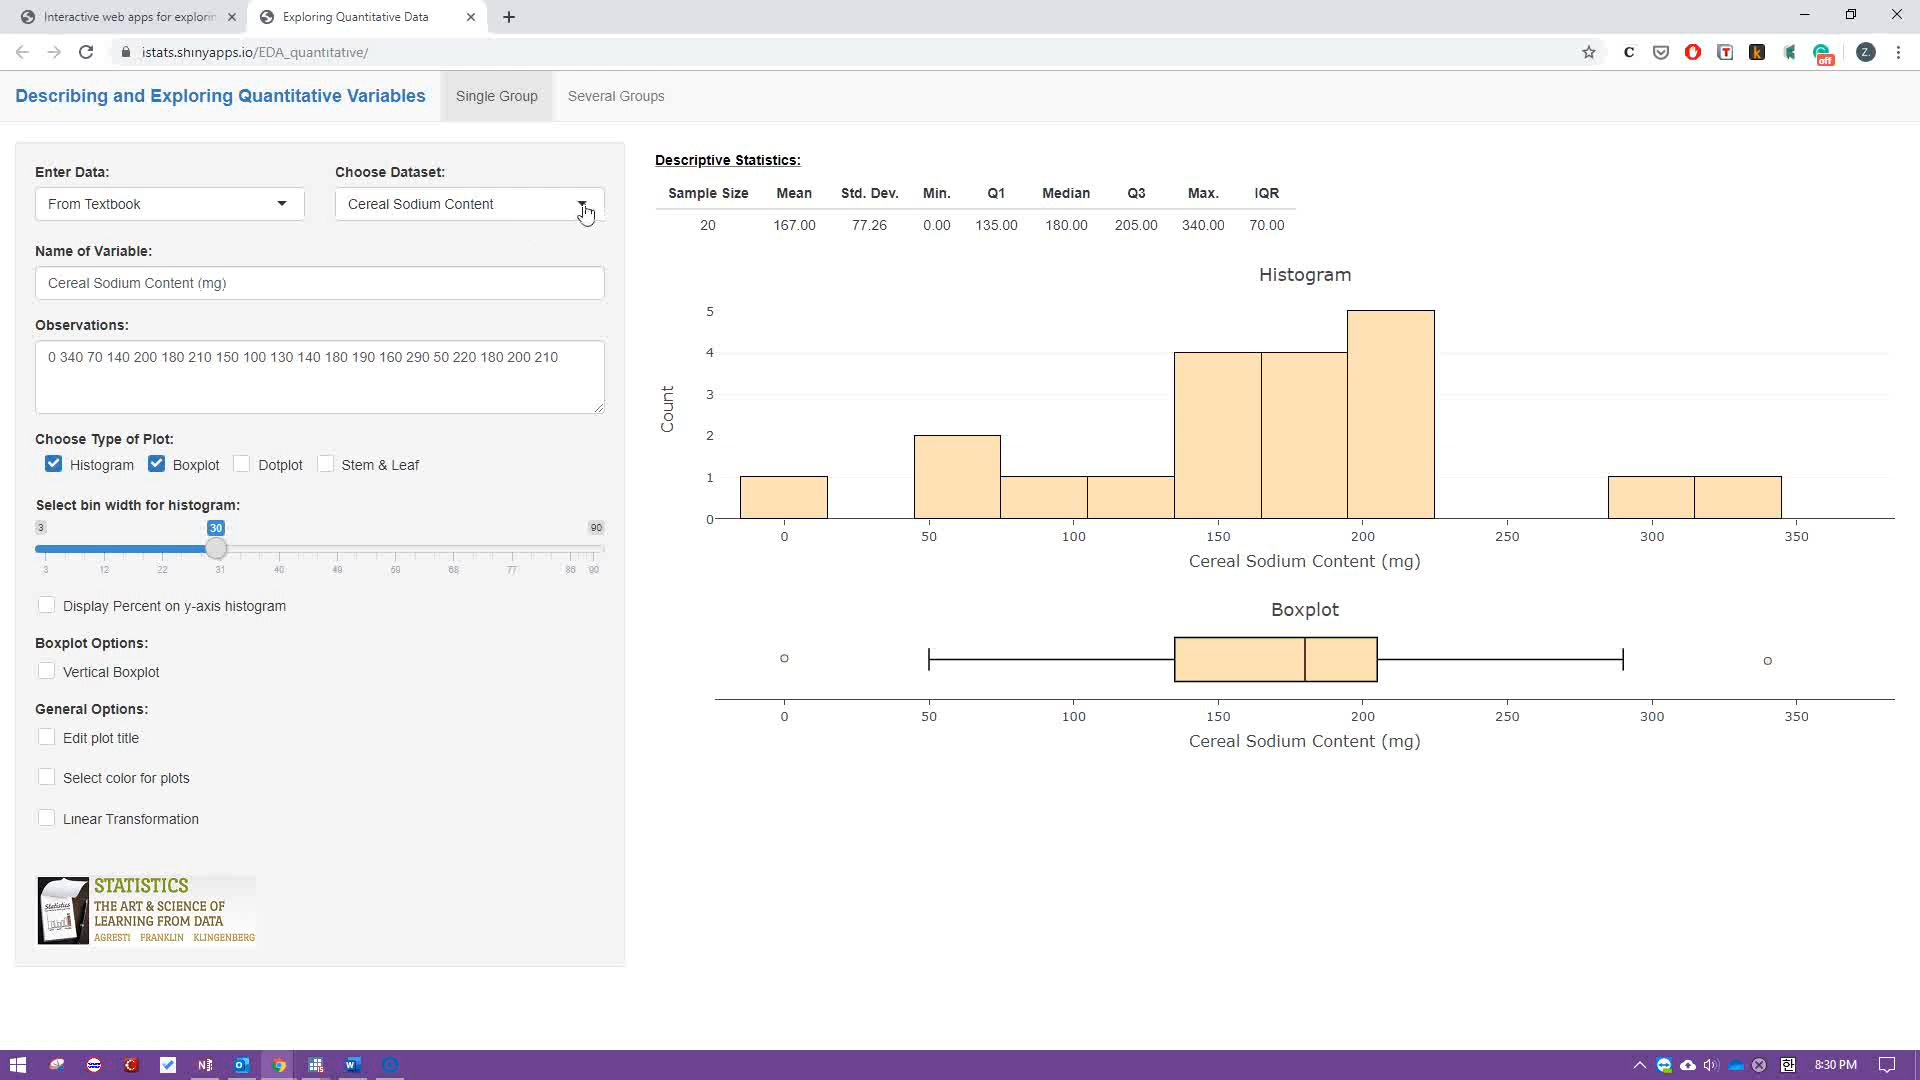 Interactive web apps for explorin
Exploring Quantitative Data
istats.shinyapps.io/EDA_quantitative/
off
Z.
Describing and Exploring Quantitative Variables
Single Group
Several Groups
Enter Data:
Choose Dataset:
From Textbook
Cereal Sodium Content
Name of Variable:
Cereal Sodium Content (mg)
Observations:
0 340 70 140 200 180 210 150 100 130 140 180 190 160 290 50 220 180 200 210
Choose Type of Plot:
Histogram Boxplot Dotplot Stem & Leaf
Select bin width for histogram:
3 30 90
3 12 22 31 40 49 59 68 77 86 90
Display Percent on y-axis histogram
Boxplot Options:
Vertical Boxplot
General Options:
Edit plot title
Select color for plots
Linear Transformation
STATISTICS
THE ART & SCIENCE OF
LEARNING FROM DATA
AGRESTI FRANKLIN KLINGENBERG
Descriptive Statistics:
Sample Size Mean Std. Dev. Min. Q1 Median Q3 Max. IQR
20 167.00 77.26 0.00 135.00 180.00 205.00 340.00 70.00
Histogram
5
4
3
2
1
0
Count
0 50 100 150 200 250 300 350
Cereal Sodium Content (mg)
Boxplot
0 50 100 150 200 250 300 350
Cereal Sodium Content (mg)
8:30 PM